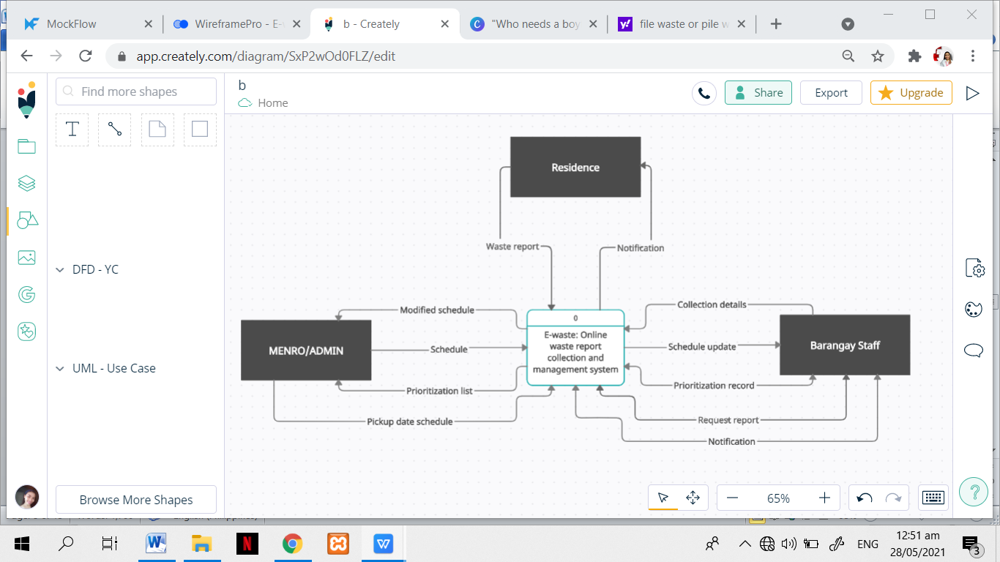 MockFlow
WireframePro - E-
b - Creately
"Who needs a boy
file waste or pile w
app.creately.com/diagram/SxP2wOd0FLZ/edit
Find more shapes
b
Home
Share
Export
Upgrade
T
DFD - YC
UML - Use Case
Browse More Shapes
Residence
Waste report
Notification
Modified schedule
Collection details
0
E-waste: Online
waste report
collection and
management system
MENRO/ADMIN
Schedule
Schedule update
Barangay Staff
Prioritization list
Prioritization record
Pickup date schedule
Request report
Notification
65%
?
ENG
12:51 am
28/05/2021
3